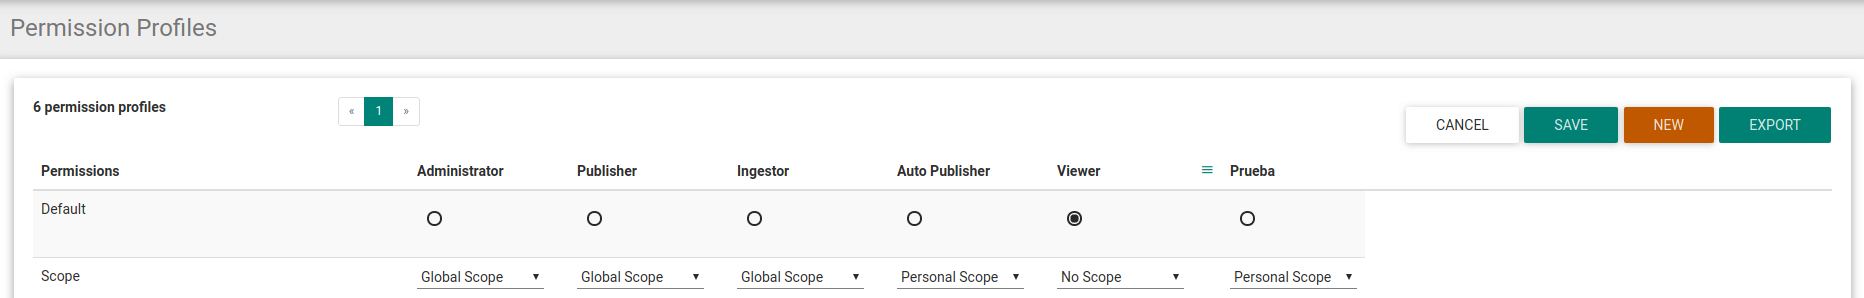 Permission Profiles
6 permission profiles
« 1 »
CANCEL SAVE NEW EXPORT
Permissions Administrator Publisher Ingestor Auto Publisher Viewer Prueba
Default
Scope Global Scope Global Scope Global Scope Personal Scope No Scope Personal Scope